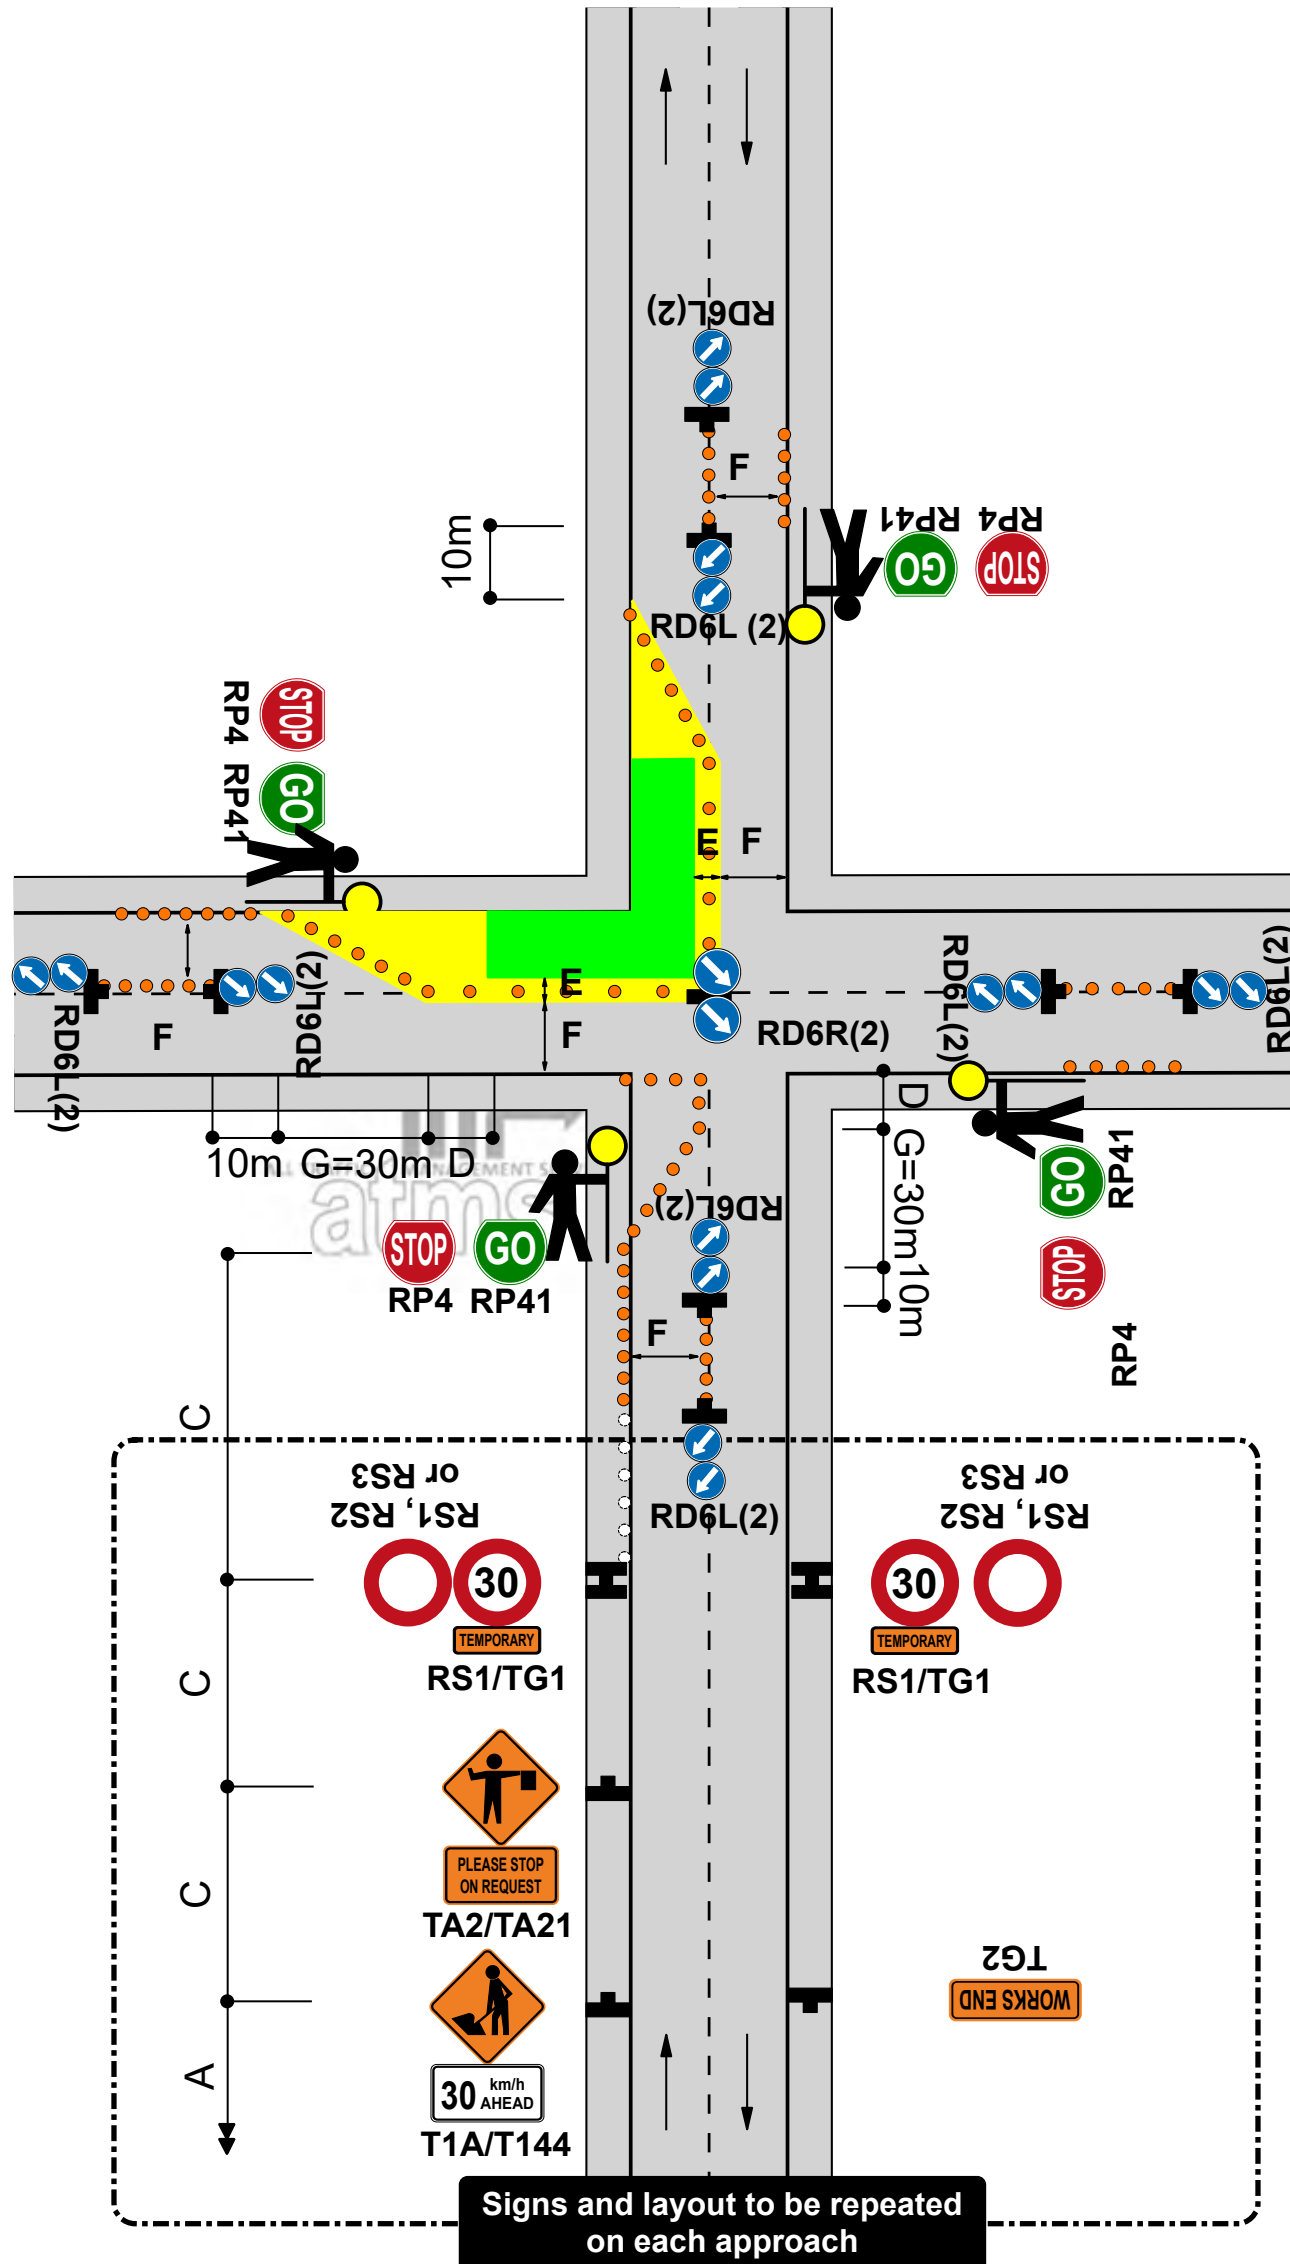 RD6L(2)
F
10m
RP41
RP4
GO
STOP
RD6L (2)
STOP
GO
RP4
RP41
E
F
E
F
RD6L(2)
F
RD6L(2)
RD6R(2)
RD6L(2)
RD6L(2)
10m
G=30m
D
D
G=30m
10m
MANAGEMENT
atms
RD6L(2)
STOP
GO
RP4
RP41
GO
RP41
STOP
RP4
F
C
or RS3
RS1, RS2
30
TEMPORARY
RS1/TG1
RD6L(2)
or RS3
RS1, RS2
30
TEMPORARY
RS1/TG1
C
PLEASE STOP
ON REQUEST
TA2/TA21
C
TG2
WORKS END
A
30 km/h
AHEAD
T1A/T144
Signs and layout to be repeated
on each approach